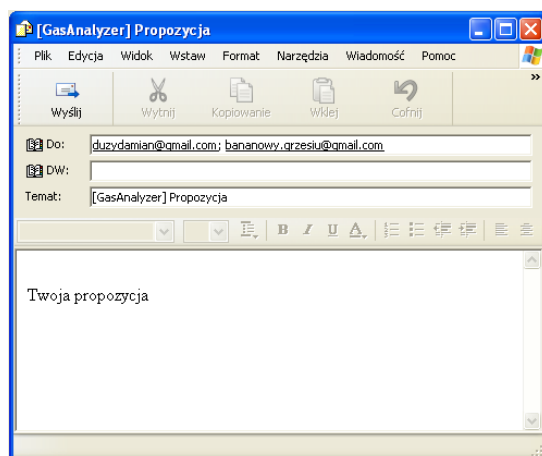 [GasAnalyzer] Propozycja
Plik Edycja Widok Wstaw Format Narzędzia Wiadomość Pomoc
»
Wyślij Wytnij Kopiowanie Wklej Cofnij
Do: duzydamian@gmail.com; bananowy.grzesiu@gmail.com
DW:
Temat: [GasAnalyzer] Propozycja
B I U A
Twoja propozycja